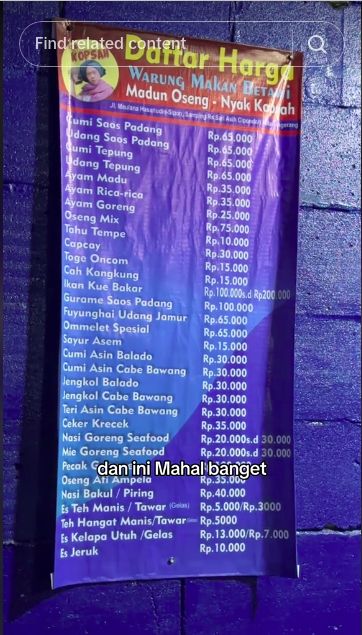 Find related content
KOPSAH
Daftar Harga
WARUNG MAKAN BETAWI
Madun Oseng - Nyak Kopsah
Cumi Saos Padang Rp.65.000
Udang Saos Padang Rp.65.000
Cumi Tepung Rp.65.000
Udang Tepung Rp.65.000
Ayam Madu Rp.35.000
Ayam Rica-rica Rp.35.000
Ayam Goreng Rp.25.000
Oseng Mix Rp.75.000
Tahu Tempe Rp.10.000
Capcay Rp.30.000
Toge Oncom Rp.15.000
Cah Kangkung Rp.15.000
Ikan Kue Bakar Rp.100.000s.d Rp200.000
Gurame Saos Padang Rp.100.000
Fuyunghai Udang Jamur Rp.65.000
Ommelet Spesial Rp.65.000
Sayur Asem Rp.15.000
Cumi Asin Balado Rp.30.000
Cumi Asin Cabe Bawang Rp.30.000
Jengkol Balado Rp.30.000
Jengkol Cabe Bawang Rp.30.000
Teri Asin Cabe Bawang Rp.30.000
Ceker Krecek Rp.35.000
Nasi Goreng Seafood Rp.20.000s.d 30.000
Mie Goreng Seafood Rp.20.000s.d 30.000
Pecak
dan ini Mahal banget
Oseng Ati Ampela Rp.35.000
Nasi Bakul / Piring Rp.40.000
Es Teh Manis / Tawar (Gelas) Rp.5.000/Rp.3000
Teh Hangat Manis/Tawar Rp.5000
Es Kelapa Utuh /Gelas Rp.13.000/Rp.7.000
Es Jeruk Rp.10.000